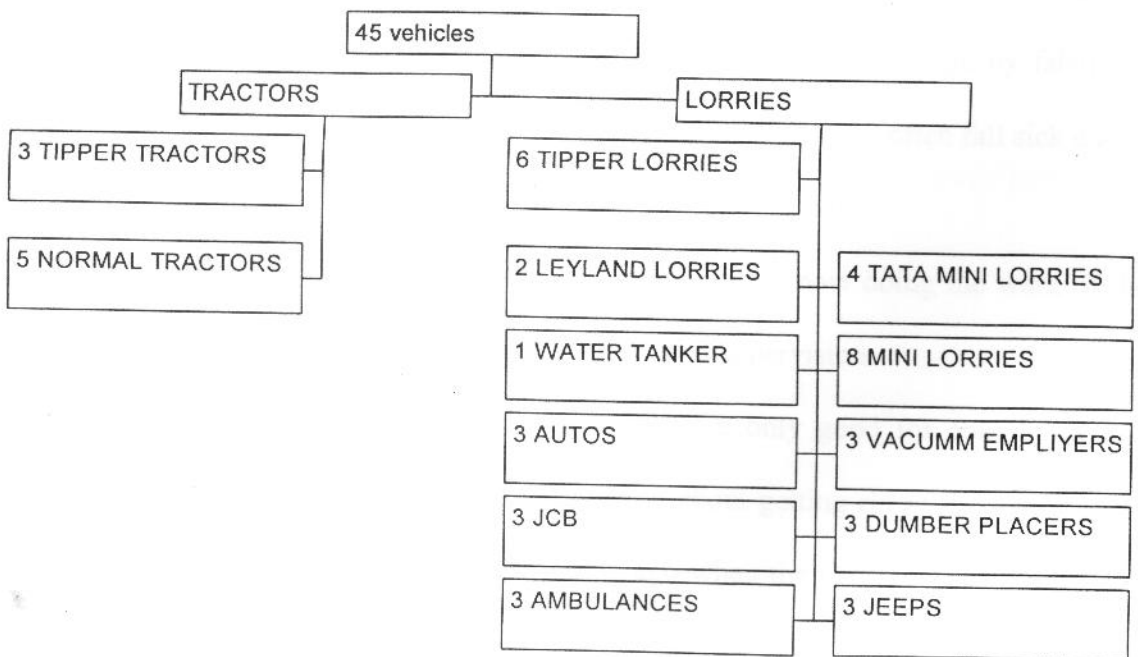 45 vehicles
TRACTORS
LORRIES
3 TIPPER TRACTORS
6 TIPPER LORRIES
5 NORMAL TRACTORS
2 LEYLAND LORRIES
4 TATA MINI LORRIES
1 WATER TANKER
8 MINI LORRIES
3 AUTOS
3 VACUMM EMPLIYERS
3 JCB
3 DUMBER PLACERS
3 AMBULANCES
3 JEEPS